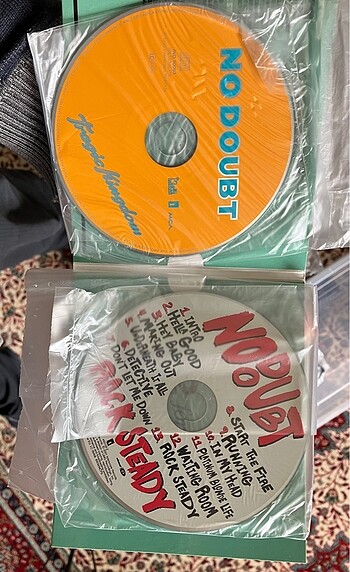 NO DOUBT
Tragic Kingdom
MCA
NO DOUBT
1. INTRO
2. HELLA GOOD
3. HEY BABY
4. MAKING OUT
5. UNDERNEATH IT ALL
6. DETECTIVE
DON'T LET ME DOWN
8. START THE FIRE
9. RUNNING
10. IN MY HEAD
11. PLATINUM BLONDE LIFE
12. WAITING ROOM
13. ROCK STEADY
ROCK STEADY